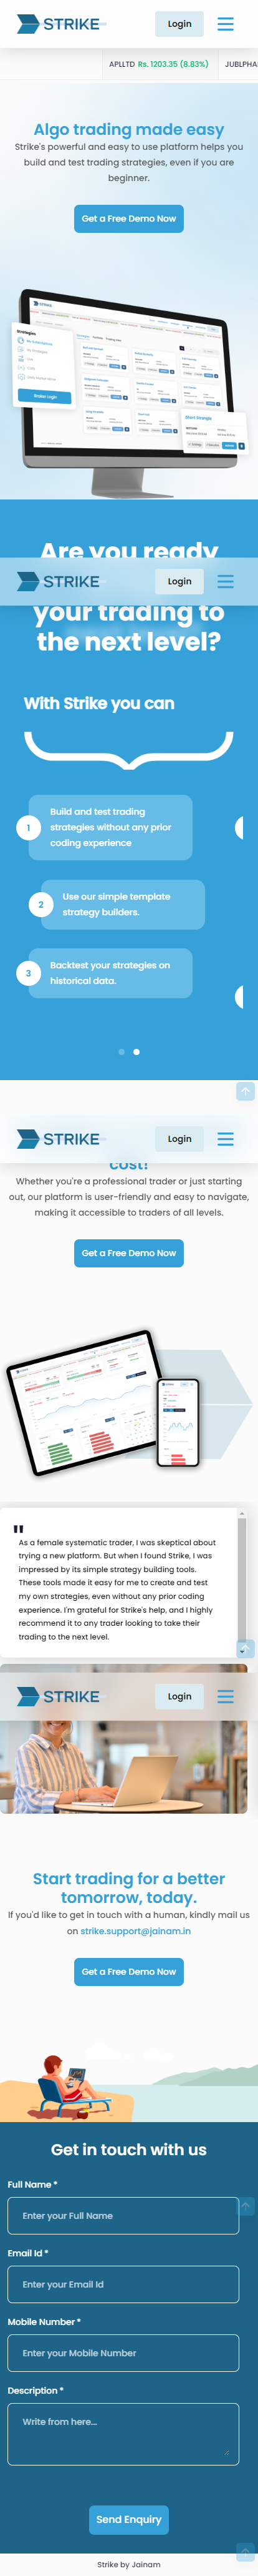 STRIKE
Login
APLLTD Rs. 1203.35 (8.83%)
JUBLPHA
Algo trading made easy
Strike's powerful and easy to use platform helps you
build and test trading strategies, even if you are
beginner.
Get a Free Demo Now
STRIKE
Strategies
Broker Login
Short Strangle
Are you ready
STRIKE
Login
your trading to
the next level?
With Strike you can
1
Build and test trading
strategies without any prior
coding experience
2
Use our simple template
strategy builders.
3
Backtest your strategies on
historical data.
STRIKE
Login
cost!
Whether you're a professional trader or just starting
out, our platform is user-friendly and easy to navigate,
making it accessible to traders of all levels.
Get a Free Demo Now
"
As a female systematic trader, I was skeptical about
trying a new platform. But when I found Strike, I was
impressed by its simple strategy building tools.
These tools made it easy for me to create and test
my own strategies, even without any prior coding
experience. I'm grateful for Strike's help, and I highly
recommend it to any trader looking to take their
trading to the next level.
STRIKE
Login
Start trading for a better
tomorrow, today.
If you'd like to get in touch with a human, kindly mail us
on strike.support@jainam.in
Get a Free Demo Now
Get in touch with us
Full Name *
Enter your Full Name
Email Id *
Enter your Email Id
Mobile Number *
Enter your Mobile Number
Description *
Write from here...
Send Enquiry
Strike by Jainam